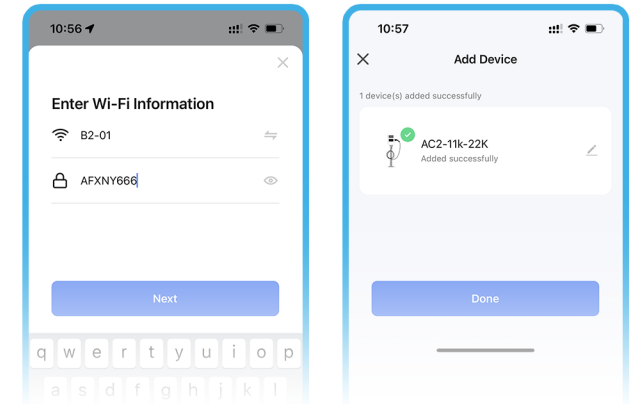 10:56
Enter Wi-Fi Information
B2-01
AFXNY666
Next
q w e r t y u i o p
a s d f g h j k l
10:57
Add Device
1 device(s) added successfully
AC2-11k-22K
Added successfully
Done